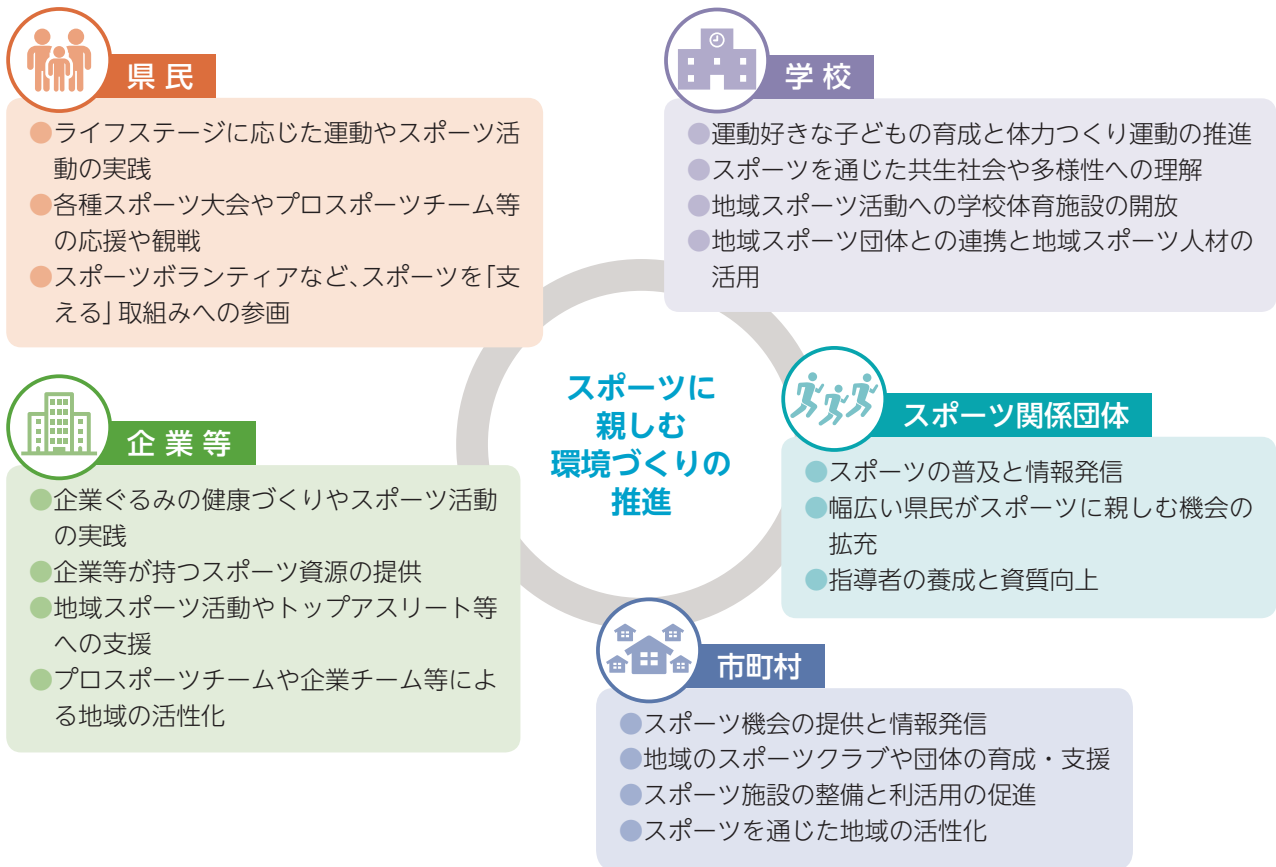 県民
●ライフステージに応じた運動やスポーツ活
動の実践
●各種スポーツ大会やプロスポーツチーム等
の応援や観戦
●スポーツボランティアなど、スポーツを「支
える」取組みへの参画
学校
●運動好きな子どもの育成と体力つくり運動の推進
●スポーツを通じた共生社会や多様性への理解
●地域スポーツ活動への学校体育施設の開放
●地域スポーツ団体との連携と地域スポーツ人材の
活用
スポーツに
親しむ
環境づくりの
推進
企業等
●企業ぐるみの健康づくりやスポーツ活動
の実践
●企業等が持つスポーツ資源の提供
●地域スポーツ活動やトップアスリート等
への支援
●プロスポーツチームや企業チーム等によ
る地域の活性化
スポーツ関係団体
●スポーツの普及と情報発信
●幅広い県民がスポーツに親しむ機会の
拡充
●指導者の養成と資質向上
市町村
●スポーツ機会の提供と情報発信
●地域のスポーツクラブや団体の育成・支援
●スポーツ施設の整備と利活用の促進
●スポーツを通じた地域の活性化